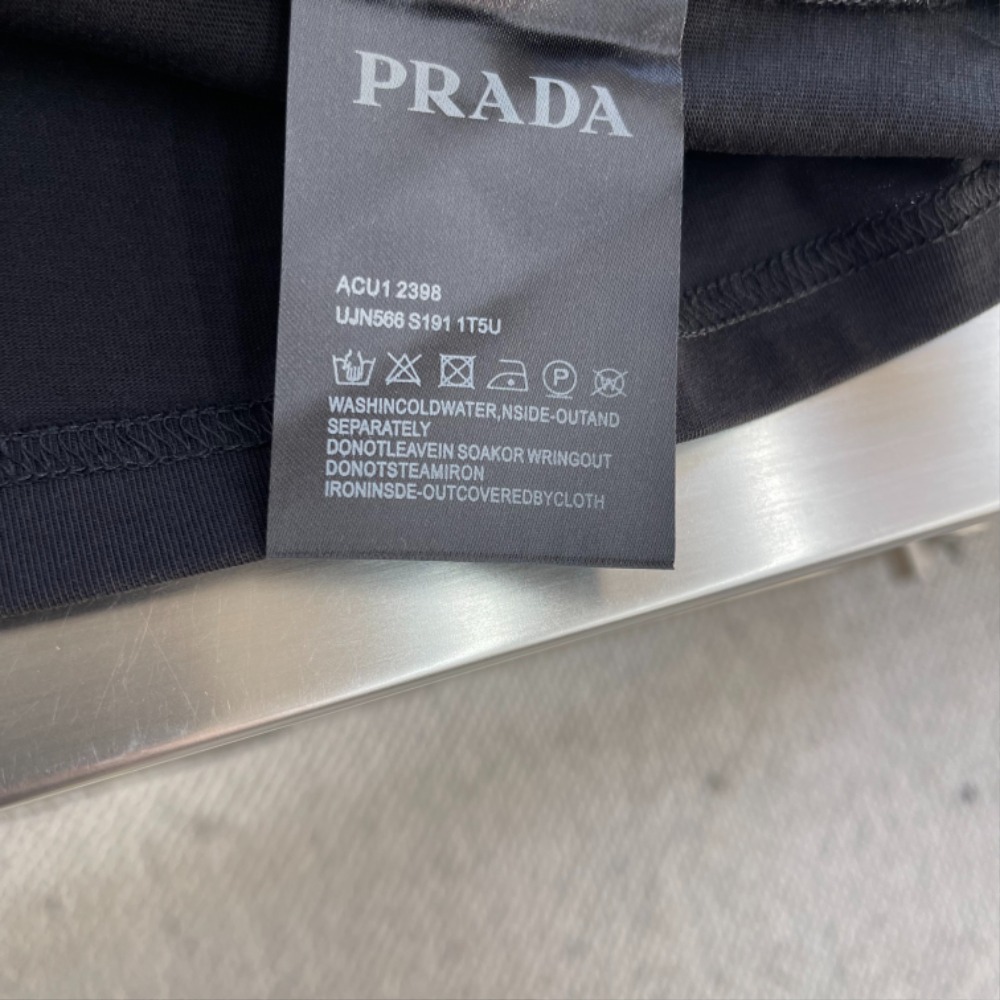 PRADA
ACU1 2398
UJN566 S191 1T5U
P W
WASHINCOLDWATER,NSIDE-OUTAND
SEPARATELY
DONOTLEAVEIN SOAKOR WRINGOUT
DONOTSTEAMIRON
IRONINSDE-OUTCOVEREDBYCLOTH